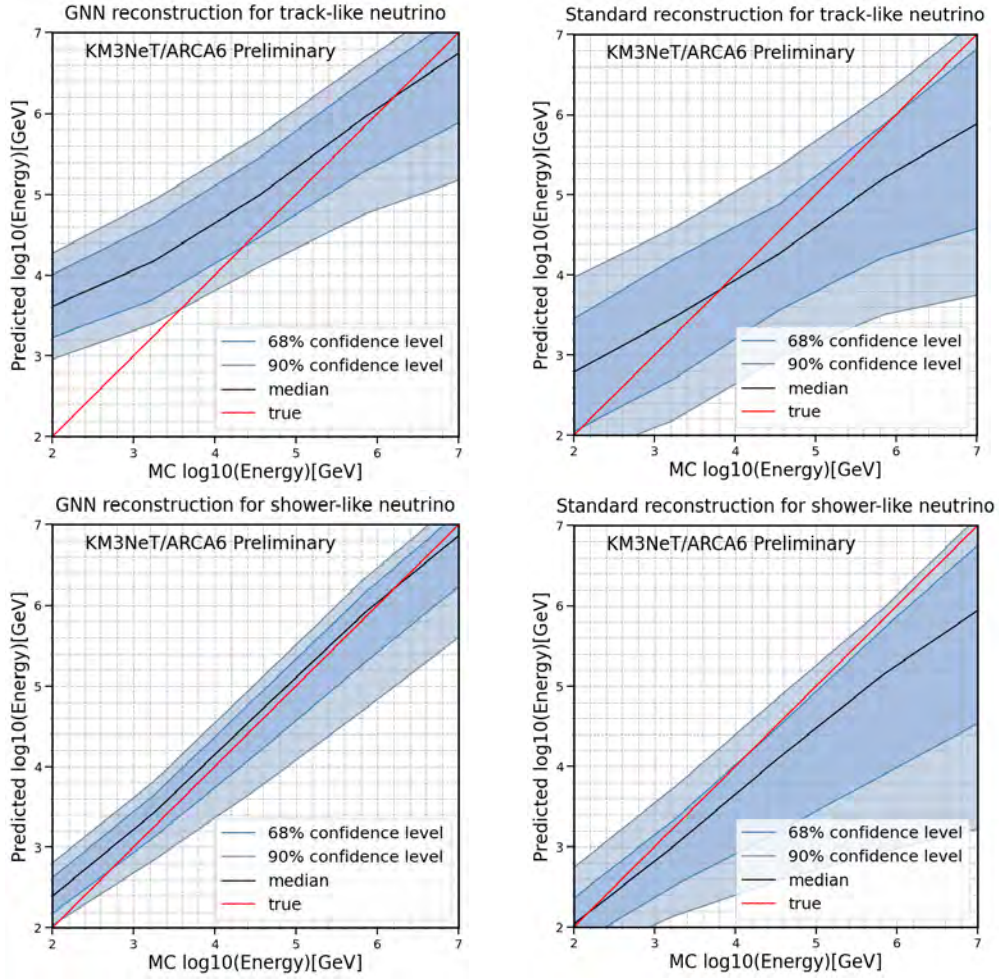 GNN reconstruction for track-like neutrino
KM3NeT/ARCA6 Preliminary
Predicted log10(Energy)[GeV]
7
6
5
4
3
2
68% confidence level
90% confidence level
median
true
2 3 4 5 6 7
MC log10(Energy)[GeV]
Standard reconstruction for track-like neutrino
KM3NeT/ARCA6 Preliminary
Predicted log10(Energy)[GeV]
7
6
5
4
3
2
68% confidence level
90% confidence level
median
true
2 3 4 5 6 7
MC log10(Energy)[GeV]
GNN reconstruction for shower-like neutrino
KM3NeT/ARCA6 Preliminary
Predicted log10(Energy)[GeV]
7
6
5
4
3
2
68% confidence level
90% confidence level
median
true
2 3 4 5 6 7
MC log10(Energy)[GeV]
Standard reconstruction for shower-like neutrino
KM3NeT/ARCA6 Preliminary
Predicted log10(Energy)[GeV]
7
6
5
4
3
2
68% confidence level
90% confidence level
median
true
2 3 4 5 6 7
MC log10(Energy)[GeV]